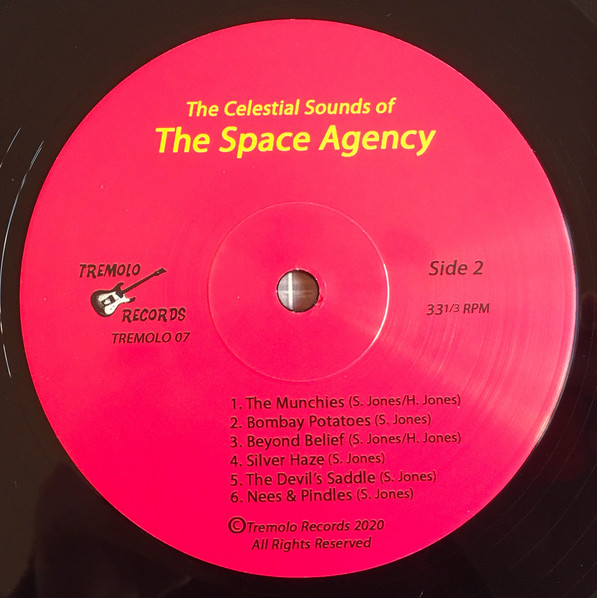 The Celestial Sounds of
The Space Agency
TREMOLO
RECORDS
TREMOLO 07
Side 2
33 1/3 RPM
1. The Munchies (S. Jones/H. Jones)
2. Bombay Potatoes (S. Jones)
3. Beyond Belief (S. Jones/H. Jones)
4. Silver Haze (S. Jones)
5. The Devil's Saddle (S. Jones)
6. Nees & Pindles (S. Jones)
©Tremolo Records 2020
All Rights Reserved